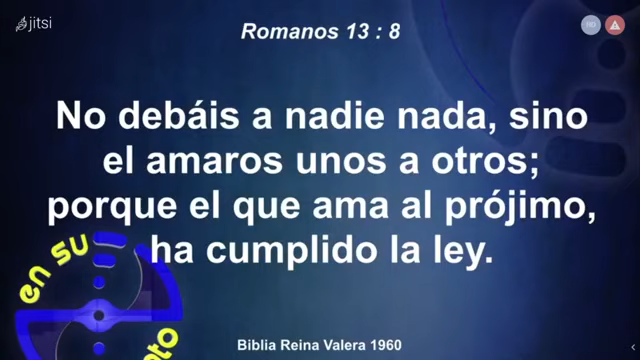 jitsi
Romanos 13 : 8
HD
No debáis a nadie nada, sino
el amaros unos a otros;
porque el que ama al prójimo,
ha cumplido la ley.
en su
Biblia Reina Valera 1960